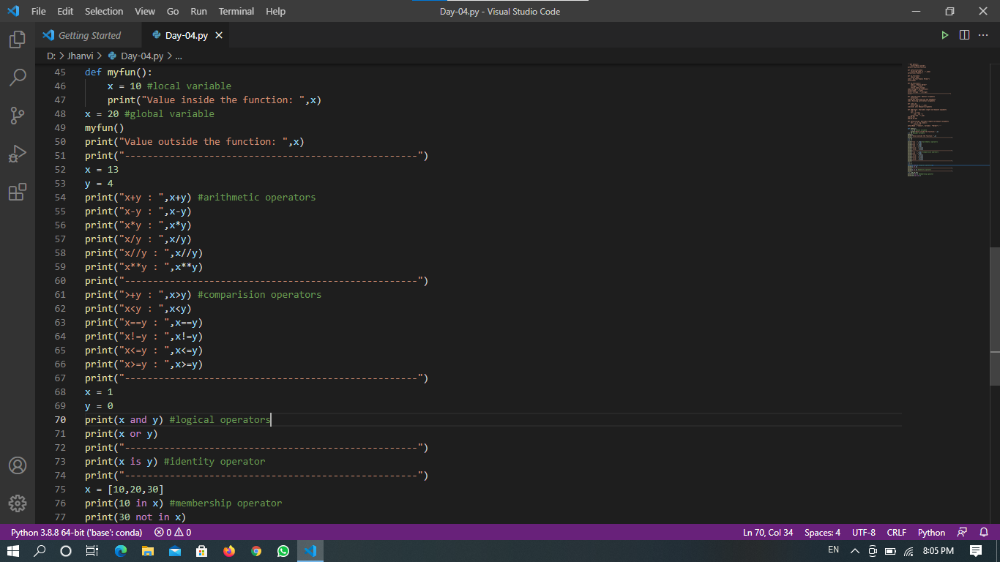 File Edit Selection View Go Run Terminal Help Day-04.py - Visual Studio Code
Getting Started Day-04.py
D: > Jhanvi > Day-04.py > ...
45 def myfun():
46     x = 10 #local variable
47     print("Value inside the function: ",x)
48 x = 20 #global variable
49 myfun()
50 print("Value outside the function: ",x)
51 print("----------------------------------------------------")
52 x = 13
53 y = 4
54 print("x+y : ",x+y) #arithmetic operators
55 print("x-y : ",x-y)
56 print("x*y : ",x*y)
57 print("x/y : ",x/y)
58 print("x//y : ",x//y)
59 print("x**y : ",x**y)
60 print("----------------------------------------------------")
61 print(">+y : ",x>y) #comparision operators
62 print("x<y : ",x<y)
63 print("x==y : ",x==y)
64 print("x!=y : ",x!=y)
65 print("x<=y : ",x<=y)
66 print("x>=y : ",x>=y)
67 print("----------------------------------------------------")
68 x = 1
69 y = 0
70 print(x and y) #logical operators
71 print(x or y)
72 print("----------------------------------------------------")
73 print(x is y) #identity operator
74 print("----------------------------------------------------")
75 x = [10,20,30]
76 print(10 in x) #membership operator
77 print(30 not in x)
Python 3.8.8 64-bit ('base': conda) 0 0 Ln 70, Col 34 Spaces: 4 UTF-8 CRLF Python
EN 8:05 PM